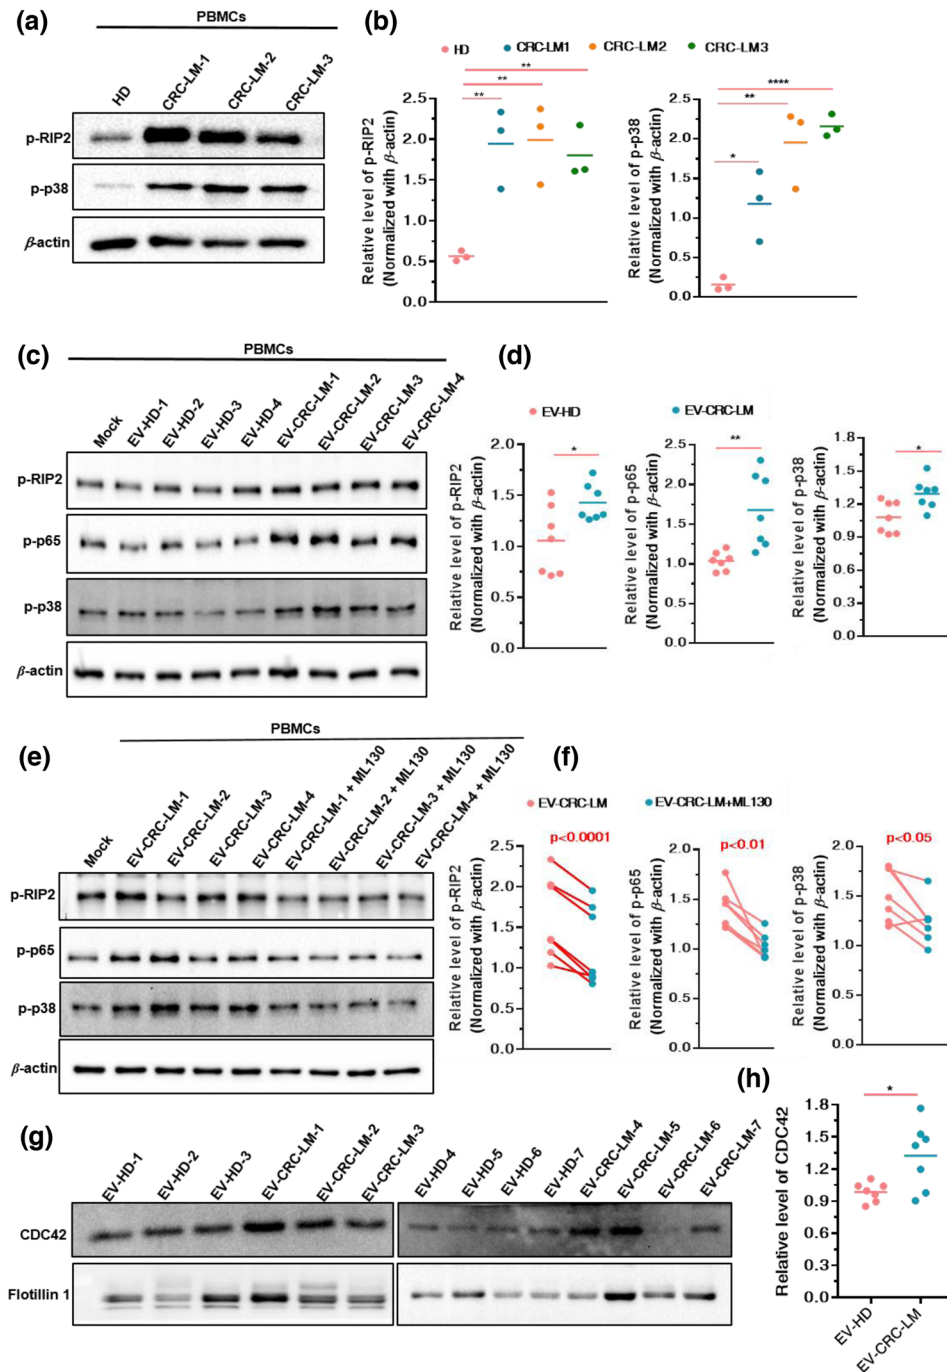 (a)
PBMCs
HD
CRC-LM-1
CRC-LM-2
CRC-LM-3
p-RIP2
p-p38
β-actin
(b)
HD
CRC-LM1
CRC-LM2
CRC-LM3
Relative level of p-RIP2
(Normalized with β-actin)
2.5
2.0
1.5
1.0
0.5
0.0
**
**
**
Relative level of p-p38
(Normalized with β-actin)
2.5
2.0
1.5
1.0
0.5
0.0
****
**
*
(c)
PBMCs
Mock
EV-HD-1
EV-HD-2
EV-HD-3
EV-HD-4
EV-CRC-LM-1
EV-CRC-LM-2
EV-CRC-LM-3
EV-CRC-LM-4
p-RIP2
p-p65
p-p38
β-actin
(d)
EV-HD
EV-CRC-LM
Relative level of p-RIP2
(Normalized with β-actin)
2.0
1.5
1.0
0.5
0.0
*
Relative level of p-p65
(Normalized with β-actin)
2.5
2.0
1.5
1.0
0.5
0.0
**
Relative level of p-p38
(Normalized with β-actin)
1.8
1.5
1.2
0.9
0.6
0.3
0.0
*
(e)
PBMCs
Mock
EV-CRC-LM-1
EV-CRC-LM-2
EV-CRC-LM-3
EV-CRC-LM-4
EV-CRC-LM-1 + ML130
EV-CRC-LM-2 + ML130
EV-CRC-LM-3 + ML130
EV-CRC-LM-4 + ML130
p-RIP2
p-p65
p-p38
β-actin
(f)
EV-CRC-LM
EV-CRC-LM+ML130
Relative level of p-RIP2
(Normalized with β-actin)
2.5
2.0
1.5
1.0
0.5
0.0
p<0.0001
Relative level of p-p65
(Normalized with β-actin)
2.0
1.5
1.0
0.5
0.0
p<0.01
Relative level of p-p38
(Normalized with β-actin)
2.0
1.5
1.0
0.5
0.0
p<0.05
(g)
EV-HD-1
EV-HD-2
EV-HD-3
EV-CRC-LM-1
EV-CRC-LM-2
EV-CRC-LM-3
EV-HD-4
EV-HD-5
EV-HD-6
EV-HD-7
EV-CRC-LM-4
EV-CRC-LM-5
EV-CRC-LM-6
EV-CRC-LM-7
CDC42
Flotillin 1
(h)
Relative level of CDC42
1.8
1.5
1.2
0.9
0.6
0.3
0.0
*
EV-HD
EV-CRC-LM